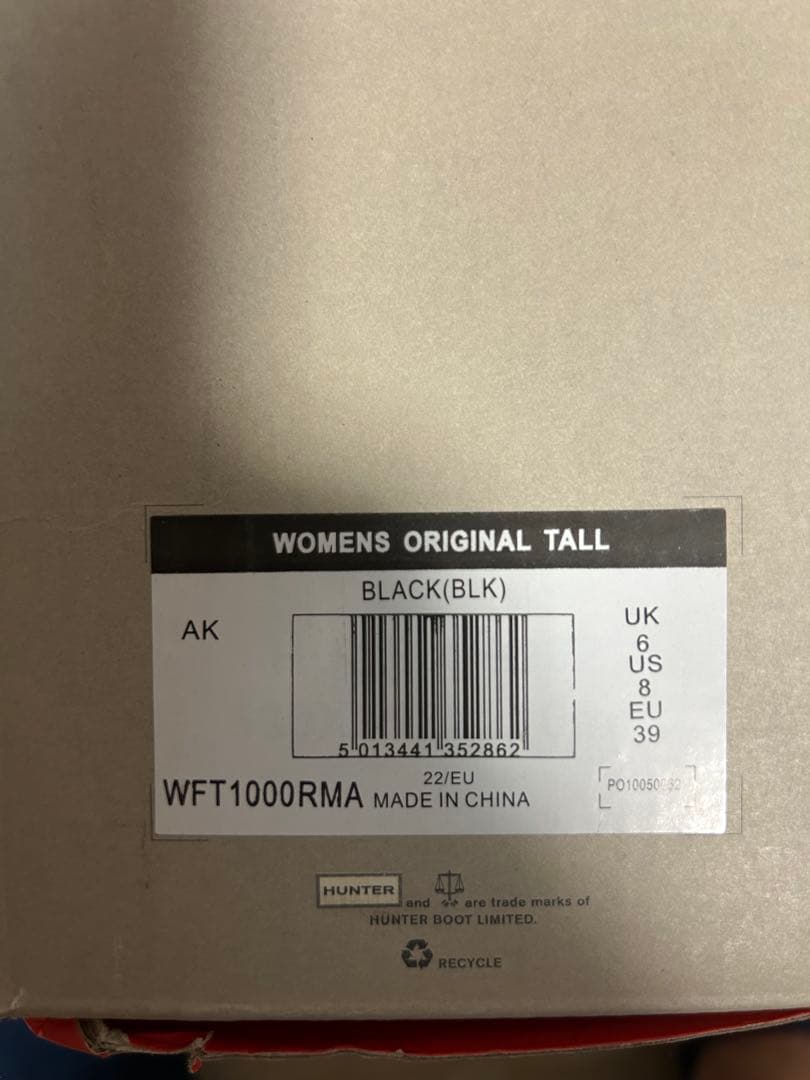 WOMENS ORIGINAL TALL
BLACK(BLK)
AK
UK
6
US
8
EU
39
5 013441 352862
22/EU
WFT1000RMA MADE IN CHINA
HUNTER and are trade marks of
HUNTER BOOT LIMITED.
RECYCLE